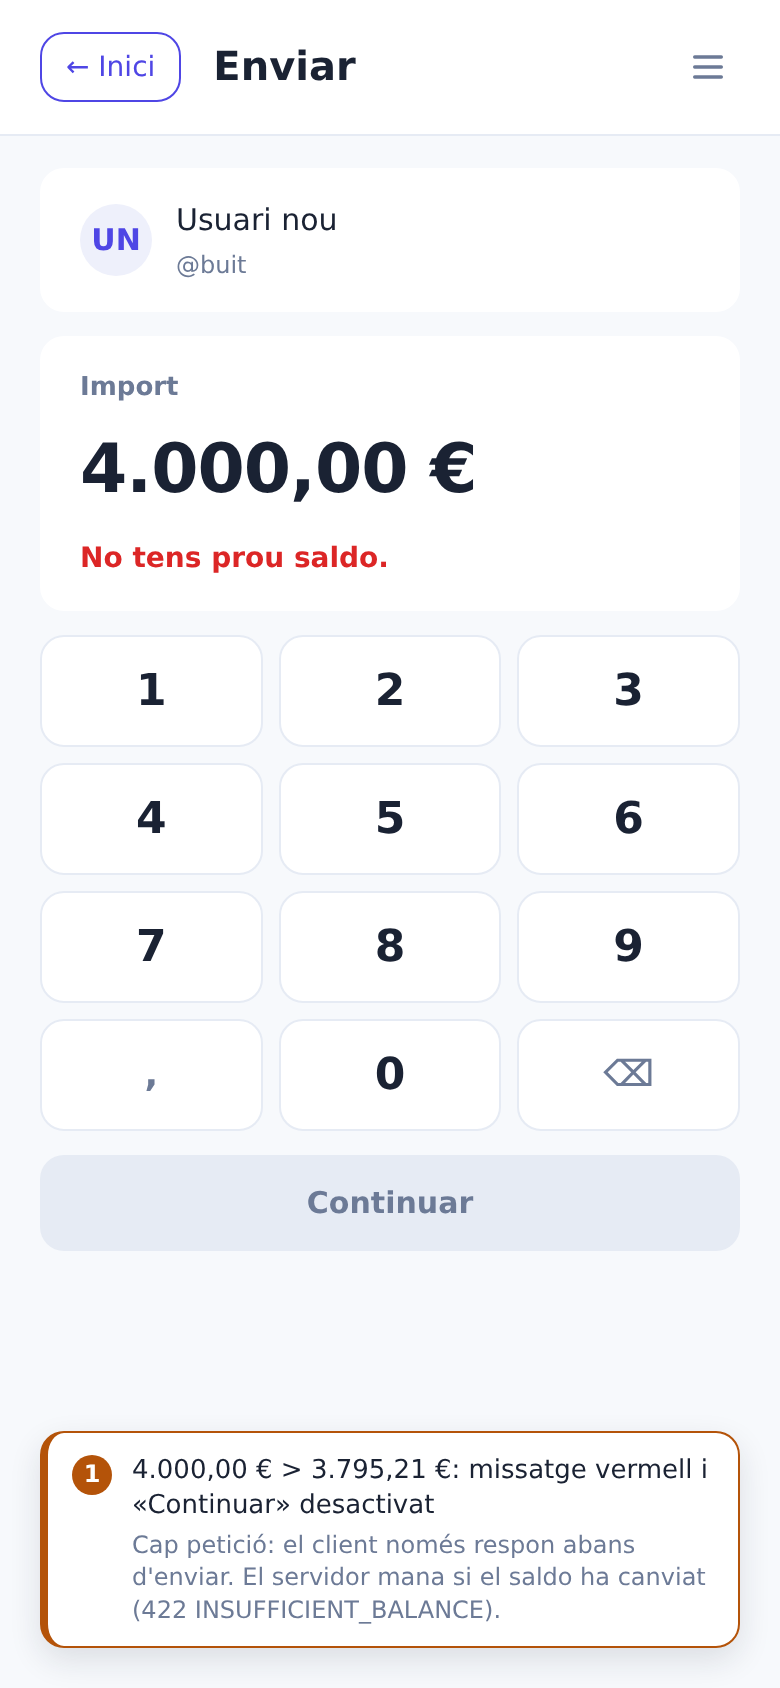 ← Inici
Enviar
UN
Usuari nou
@buit
Import
4.000,00 €
No tens prou saldo.
1 2 3
4 5 6
7 8 9
, 0 ⌫
Continuar
1
4.000,00 € > 3.795,21 €: missatge vermell i
«Continuar» desactivat
Cap petició: el client només respon abans
d'enviar. El servidor mana si el saldo ha canviat
(422 INSUFFICIENT_BALANCE).